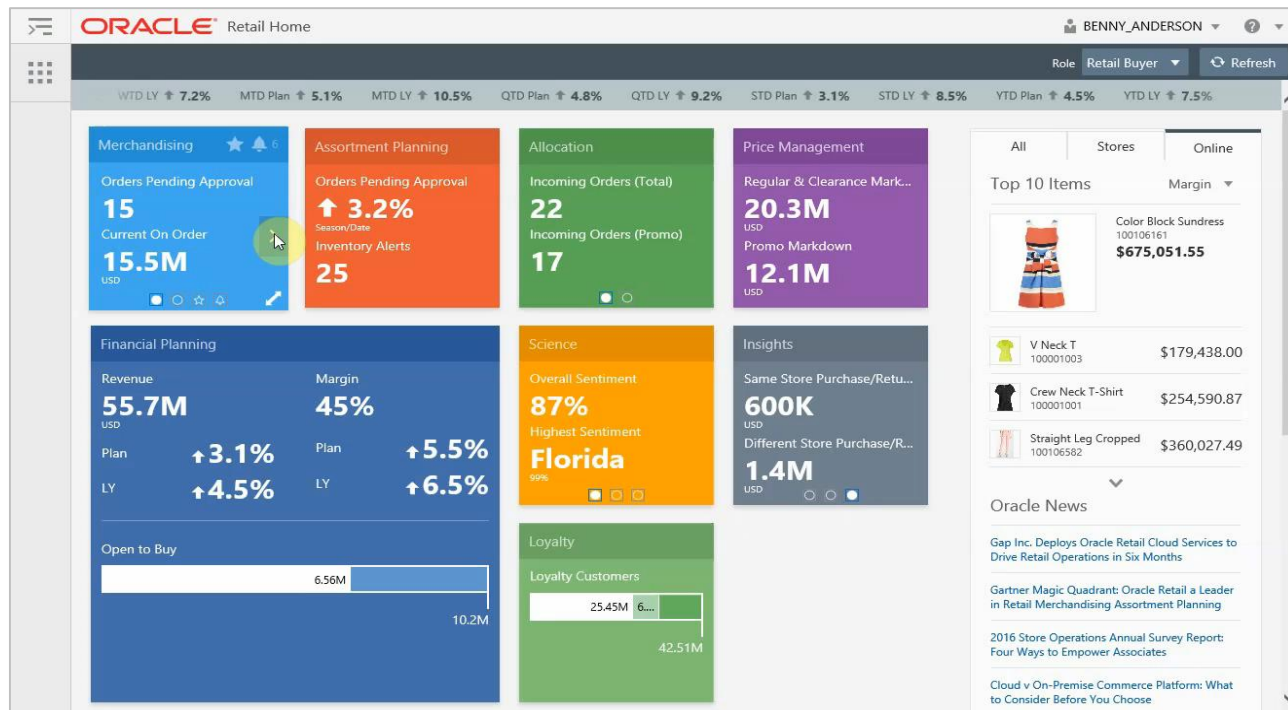 ORACLE® Retail Home
BENNY_ANDERSON
Role Retail Buyer Refresh
WTD LY 7.2% MTD Plan 5.1% MTD LY 10.5% QTD Plan 4.8% QTD LY 9.2% STD Plan 3.1% STD LY 8.5% YTD Plan 4.5% YTD LY 7.5%
Merchandising 6
Orders Pending Approval
15
Current On Order
15.5M
USD
Assortment Planning
Orders Pending Approval
3.2%
Season/Date
Inventory Alerts
25
Allocation
Incoming Orders (Total)
22
Incoming Orders (Promo)
17
Price Management
Regular & Clearance Mark...
20.3M
USD
Promo Markdown
12.1M
USD
Financial Planning
Revenue
55.7M
USD
Plan 3.1%
LY 4.5%
Margin
45%
Plan 5.5%
LY 6.5%
Open to Buy
6.56M
10.2M
Science
Overall Sentiment
87%
Highest Sentiment
Florida
99%
Insights
Same Store Purchase/Retu...
600K
USD
Different Store Purchase/R...
1.4M
USD
Loyalty
Loyalty Customers
25.45M 6....
42.51M
All Stores Online
Top 10 Items Margin
Color Block Sundress
100106161
$675,051.55
V Neck T
100001003
$179,438.00
Crew Neck T-Shirt
100001001
$254,590.87
Straight Leg Cropped
100106582
$360,027.49
Oracle News
Gap Inc. Deploys Oracle Retail Cloud Services to
Drive Retail Operations in Six Months
Gartner Magic Quadrant: Oracle Retail a Leader
in Retail Merchandising Assortment Planning
2016 Store Operations Annual Survey Report:
Four Ways to Empower Associates
Cloud v On-Premise Commerce Platform: What
to Consider Before You Choose